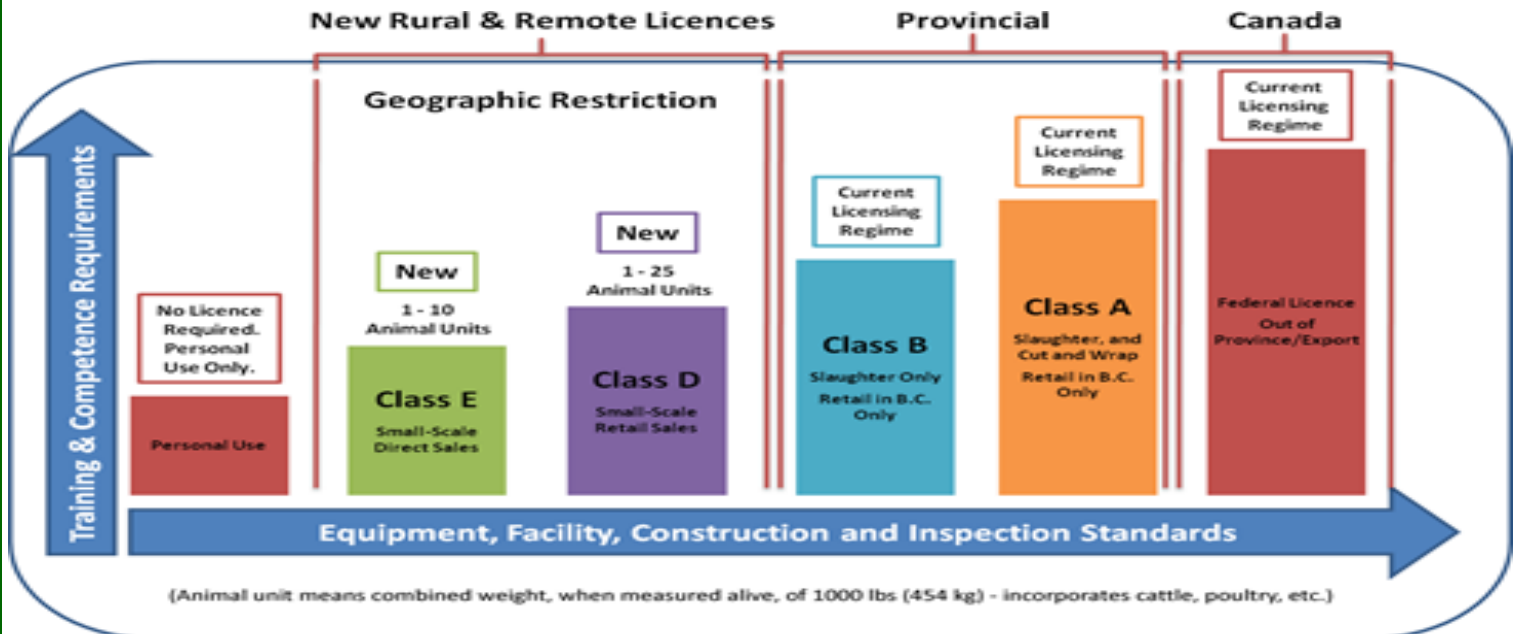 New Rural & Remote Licences
Provincial
Canada
Geographic Restriction
Training & Competence Requirements
No Licence
Required.
Personal
Use Only.
Personal Use
New
1 - 10
Animal Units
Class E
Small-Scale
Direct Sales
New
1 - 25
Animal Units
Class D
Small-Scale
Retail Sales
Current
Licensing
Regime
Class B
Slaughter Only
Retail in B.C.
Only
Current
Licensing
Regime
Class A
Slaughter, and
Cut and Wrap
Retail in B.C.
Only
Current
Licensing
Regime
Federal Licence
Out of
Province/Export
Equipment, Facility, Construction and Inspection Standards
(Animal unit means combined weight, when measured alive, of 1000 lbs (454 kg) - incorporates cattle, poultry, etc.)